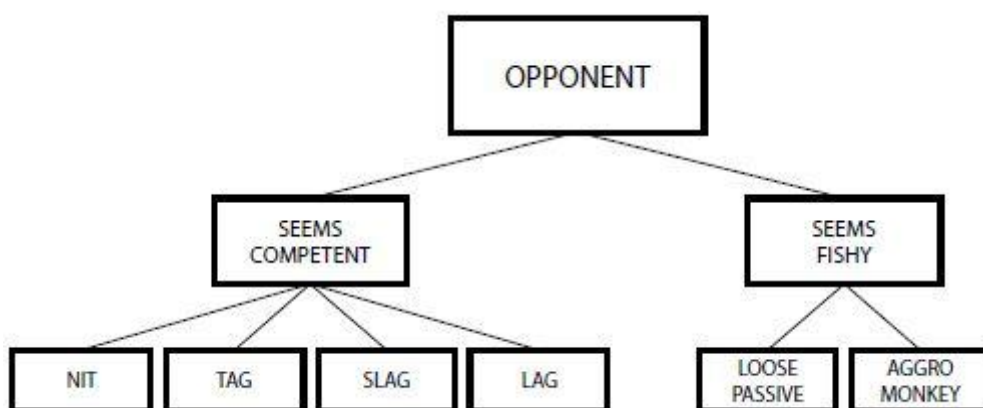 OPPONENT
SEEMS
COMPETENT
SEEMS
FISHY
NIT
TAG
SLAG
LAG
LOOSE
PASSIVE
AGGRO
MONKEY